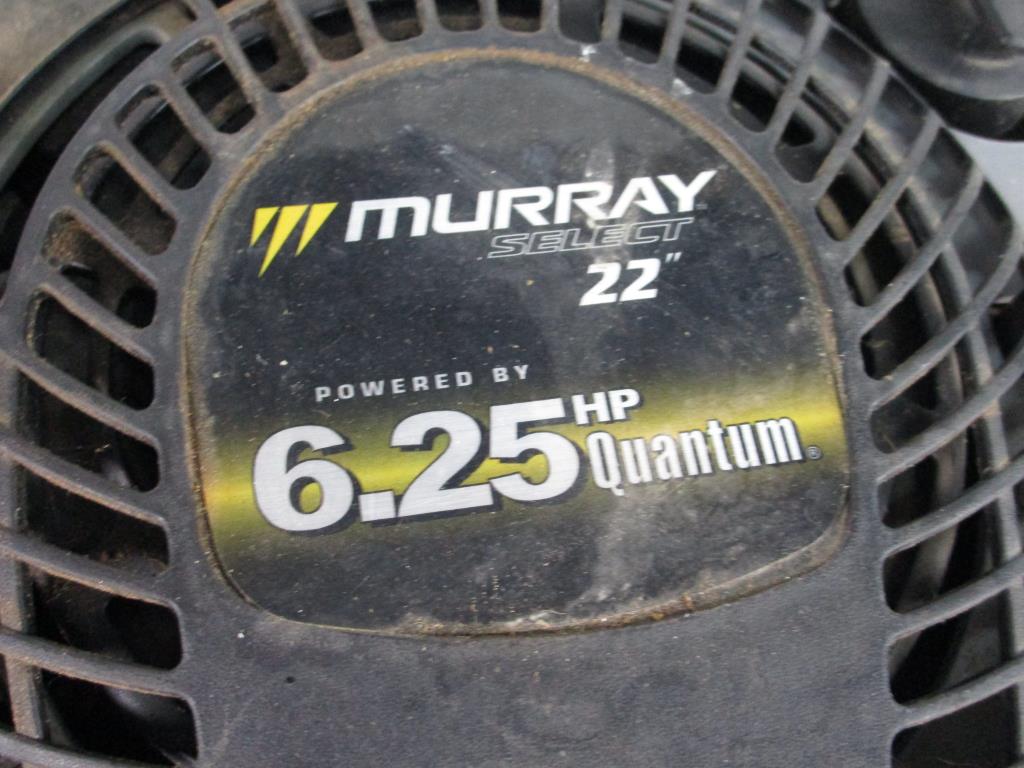 MURRAY
SELECT
22"
POWERED BY
6.25 HP
Quantum®